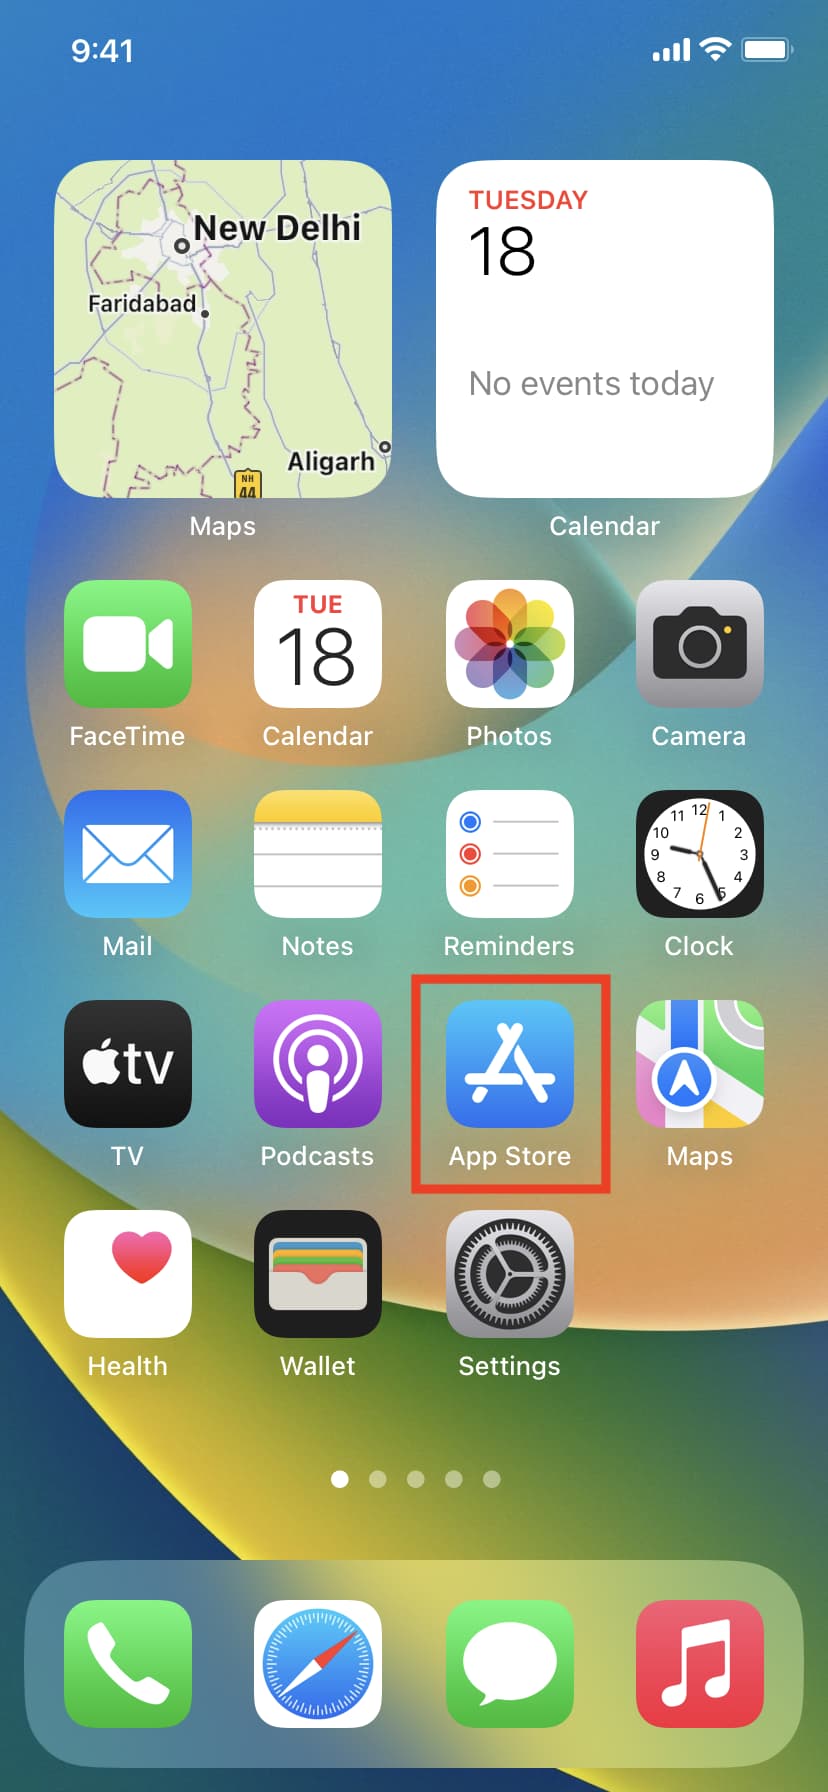 9:41
New Delhi
Faridabad
Aligarh
NH
44
TUESDAY
18
No events today
Maps
Calendar
TUE
18
FaceTime
Calendar
Photos
Camera
12
11
1
10
2
9
3
8
4
7
5
6
Mail
Notes
Reminders
Clock
tv
TV
Podcasts
App Store
Maps
Health
Wallet
Settings